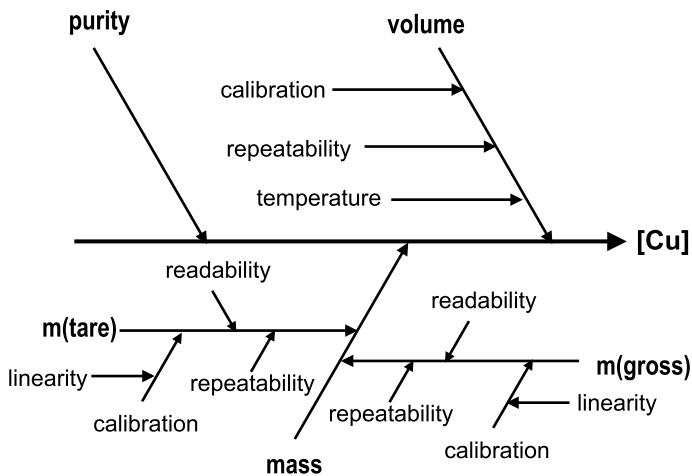 purity
volume
calibration
repeatability
temperature
[Cu]
readability
readability
m(tare)
m(gross)
linearity
repeatability
repeatability
linearity
calibration
calibration
mass